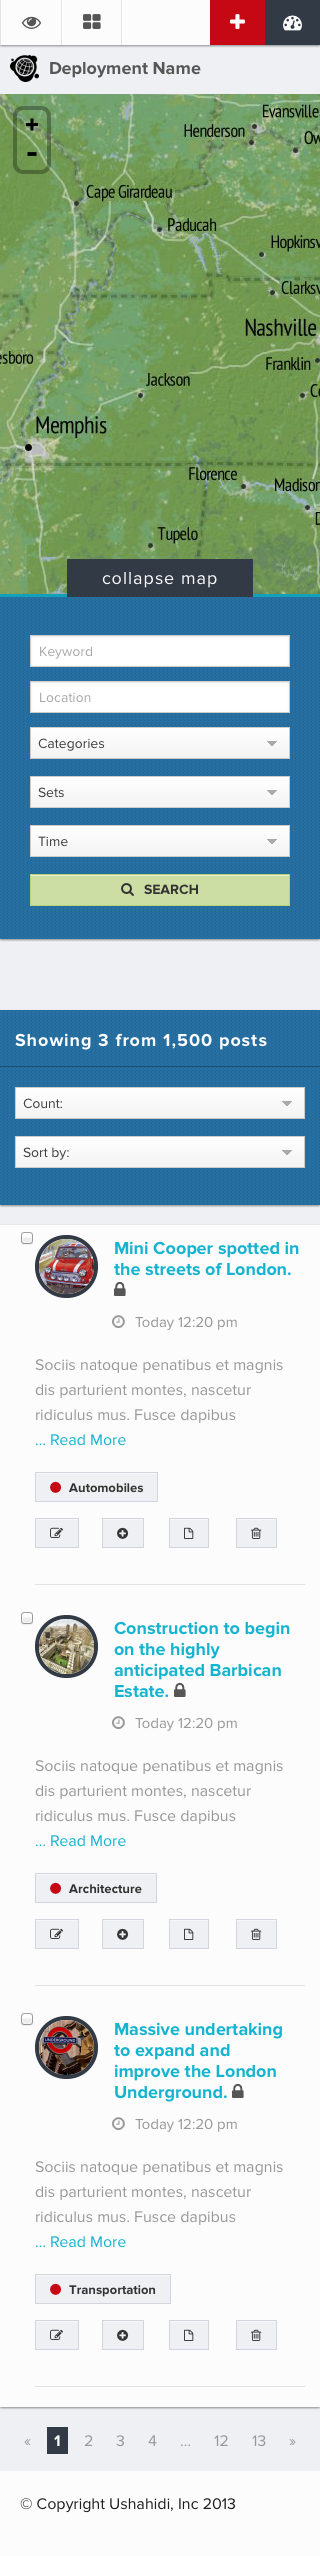 Deployment Name
+
-
Evansville
Henderson
Cape Girardeau
Paducah
Clarksv
Nashville
Franklin
Jackson
Memphis
Florence
Madison
Tupelo
collapse map
Keyword
Location
Categories
Sets
Time
SEARCH
Showing 3 from 1,500 posts
Count:
Sort by:
Mini Cooper spotted in
the streets of London.
Today 12:20 pm
Sociis natoque penatibus et magnis
dis parturient montes, nascetur
ridiculus mus. Fusce dapibus
... Read More
Automobiles
Construction to begin
on the highly
anticipated Barbican
Estate.
Today 12:20 pm
Sociis natoque penatibus et magnis
dis parturient montes, nascetur
ridiculus mus. Fusce dapibus
... Read More
Architecture
UNDERGROUND
Massive undertaking
to expand and
improve the London
Underground.
Today 12:20 pm
Sociis natoque penatibus et magnis
dis parturient montes, nascetur
ridiculus mus. Fusce dapibus
... Read More
Transportation
« 1 2 3 4 ... 12 13 »
© Copyright Ushahidi, Inc 2013